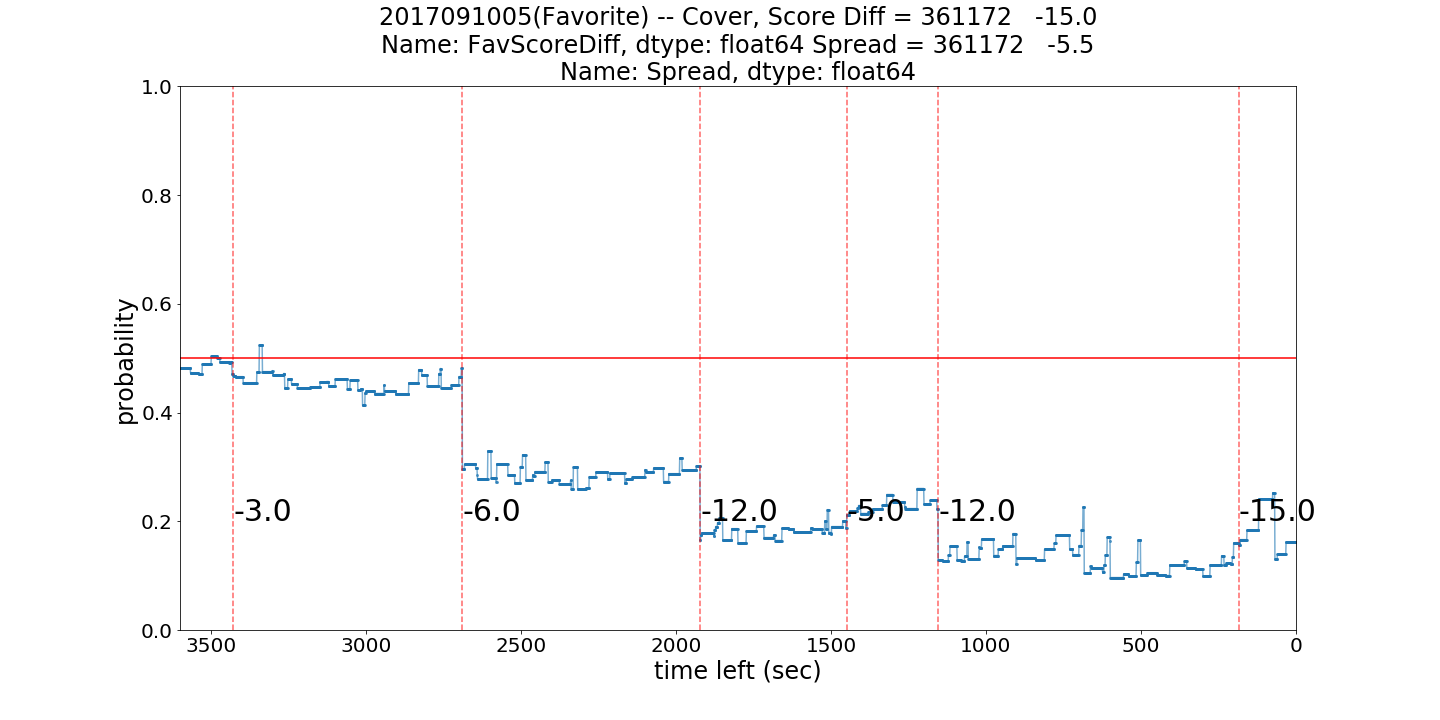 2017091005(Favorite) -- Cover, Score Diff = 361172   -15.0
Name: FavScoreDiff, dtype: float64 Spread = 361172   -5.5
Name: Spread, dtype: float64
1.0
0.8
0.6
0.4
0.2
0.0
probability
-3.0
-6.0
-12.0
-5.0
-12.0
-15.0
3500 3000 2500 2000 1500 1000 500 0
time left (sec)